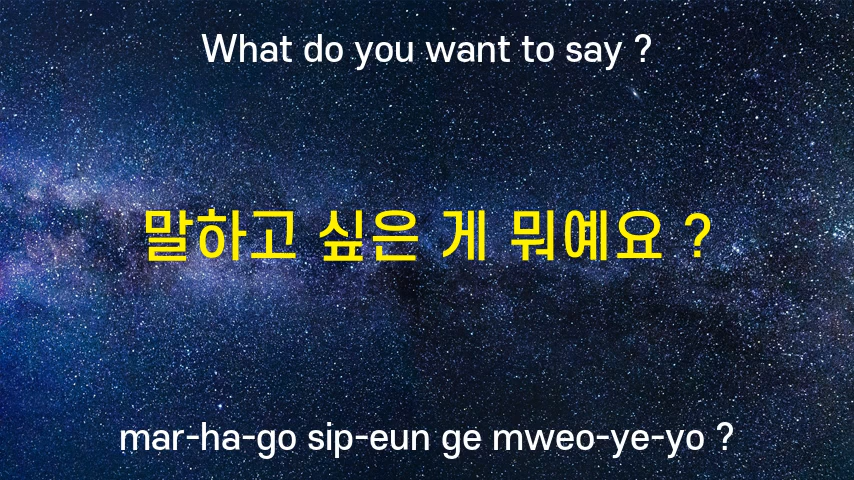 What do you want to say ?
말하고 싶은 게 뭐예요 ?
mar-ha-go sip-eun ge mweo-ye-yo ?